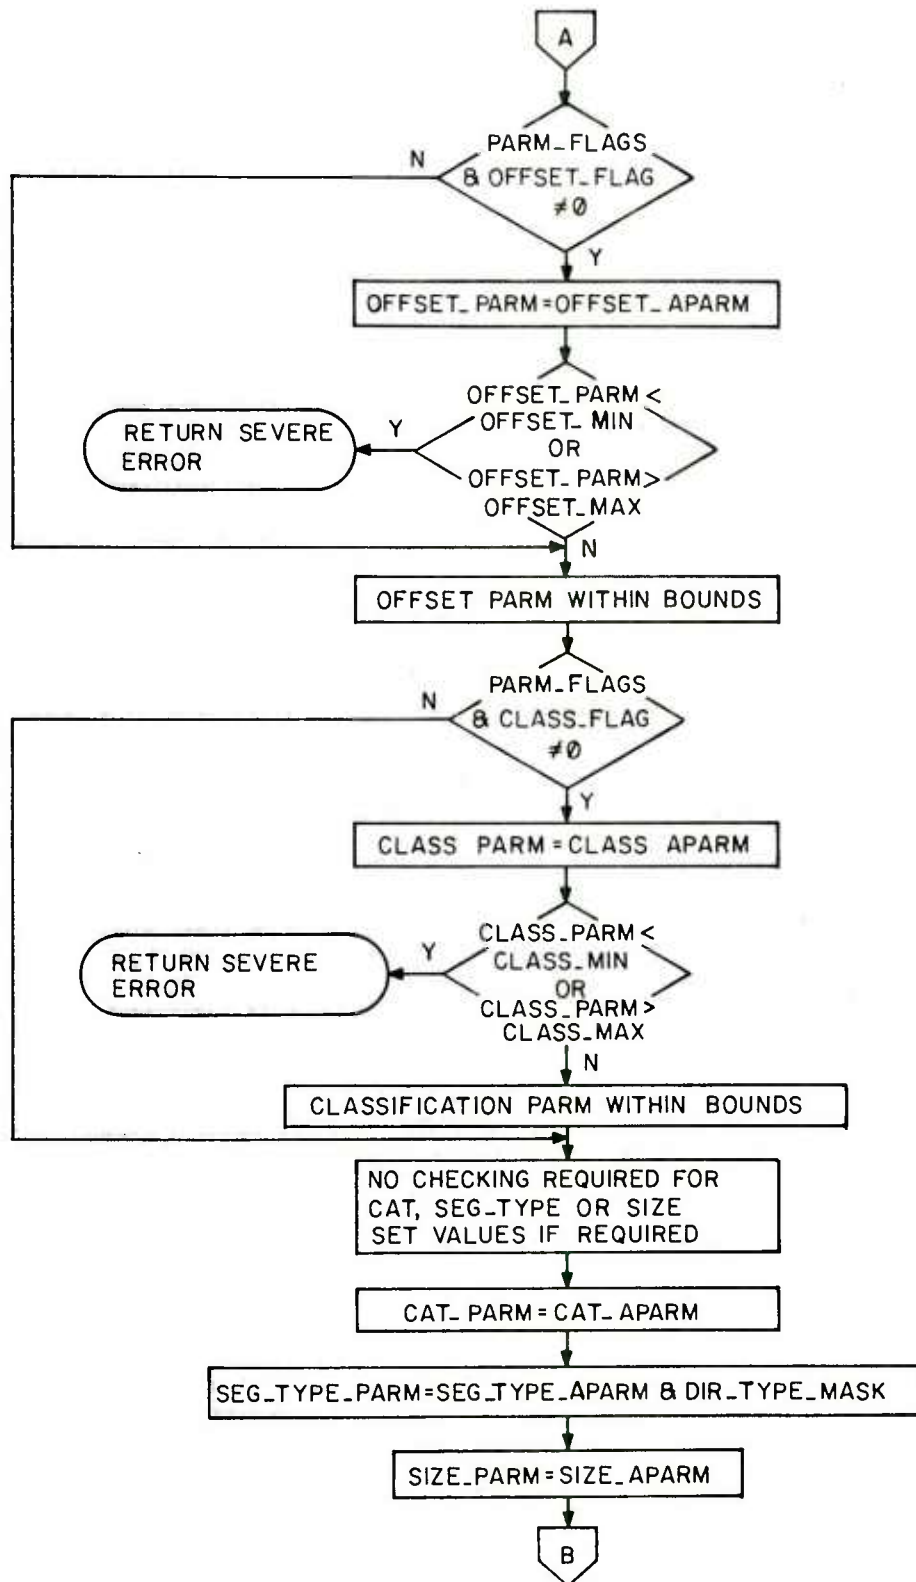 A
PARM_FLAGS
N
& OFFSET_FLAG
≠0
Y
OFFSET_PARM=OFFSET_APARM
OFFSET_PARM<
OFFSET_MIN
OR
OFFSET_PARM>
OFFSET_MAX
Y
RETURN SEVERE
ERROR
N
OFFSET PARM WITHIN BOUNDS
PARM_FLAGS
N
& CLASS_FLAG
≠0
Y
CLASS PARM=CLASS APARM
CLASS_PARM<
CLASS_MIN
OR
CLASS_PARM>
CLASS_MAX
Y
RETURN SEVERE
ERROR
N
CLASSIFICATION PARM WITHIN BOUNDS
NO CHECKING REQUIRED FOR
CAT, SEG_TYPE OR SIZE
SET VALUES IF REQUIRED
CAT_PARM=CAT_APARM
SEG_TYPE_PARM=SEG_TYPE_APARM & DIR_TYPE_MASK
SIZE_PARM=SIZE_APARM
B